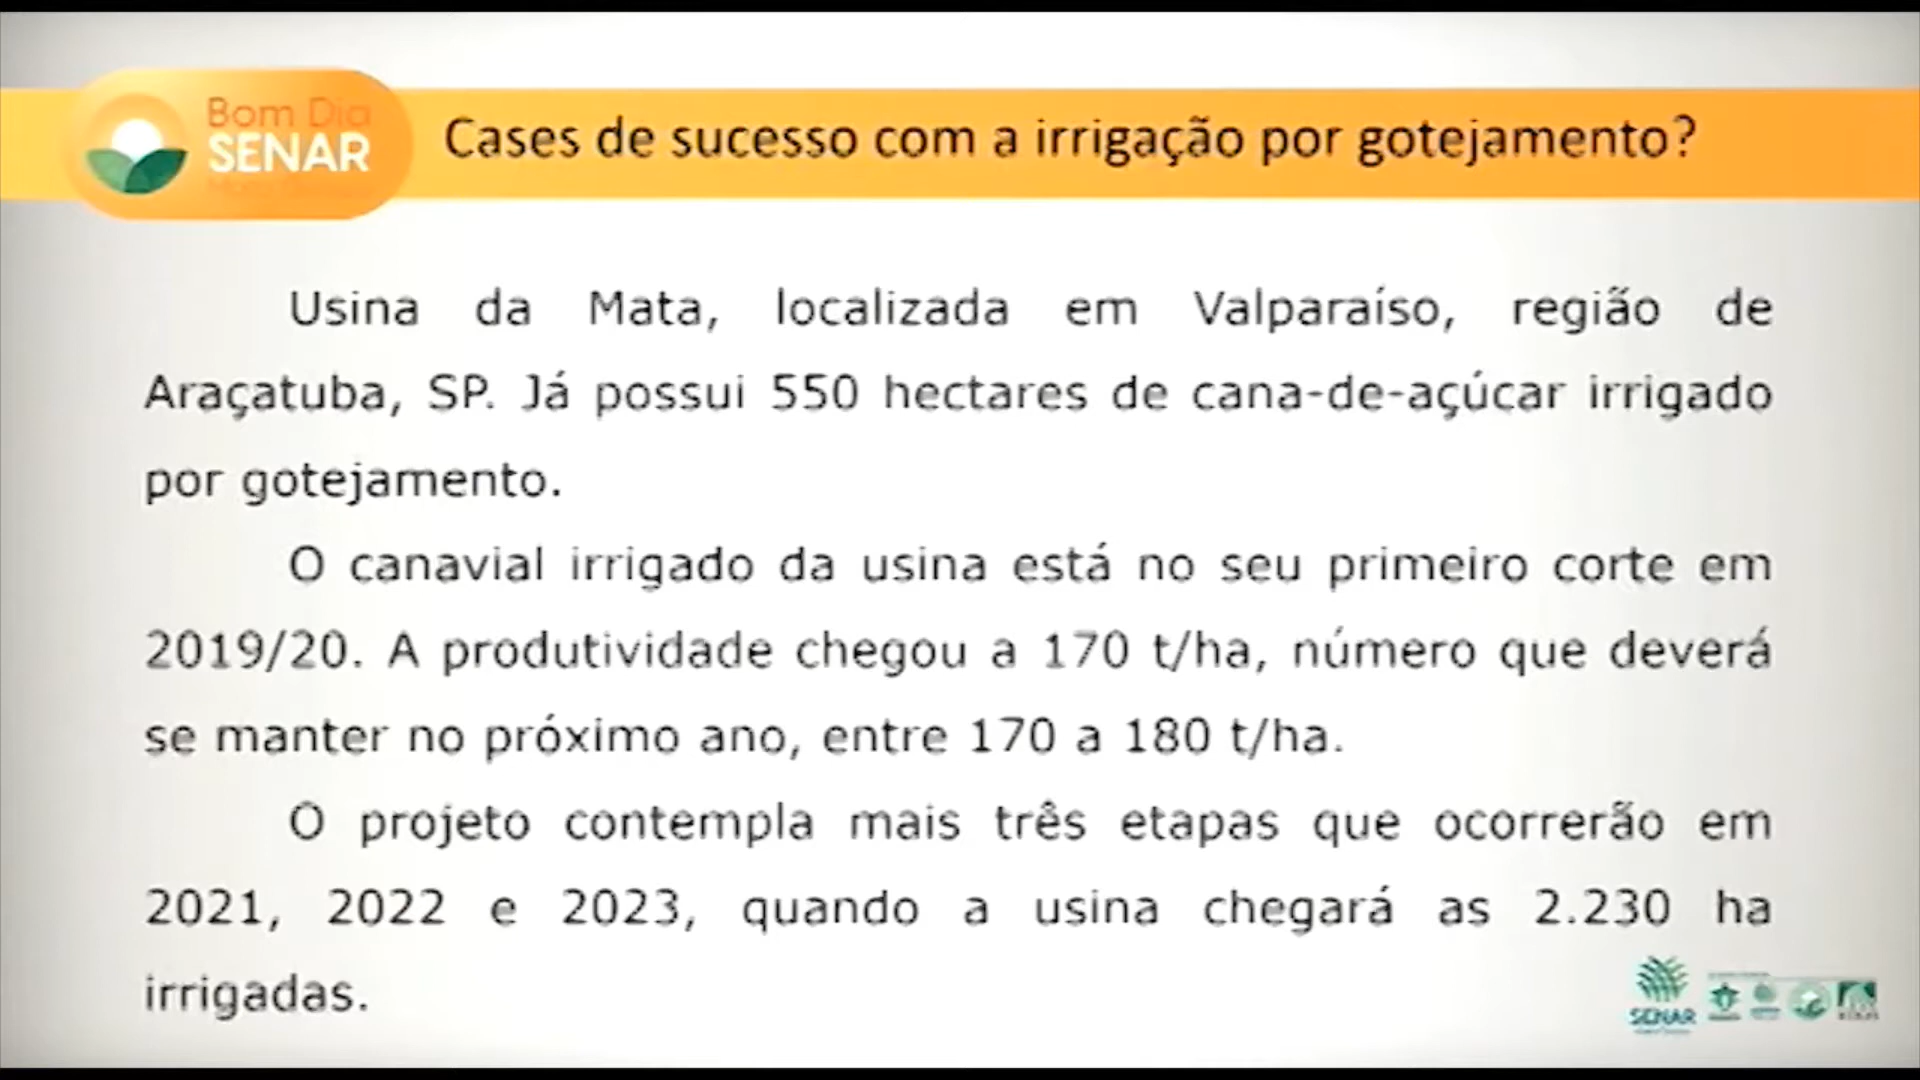 Bom Dia
SENAR
Cases de sucesso com a irrigação por gotejamento?
Usina da Mata, localizada em Valparaíso, região de
Araçatuba, SP. Já possui 550 hectares de cana-de-açúcar irrigado
por gotejamento.
O canavial irrigado da usina está no seu primeiro corte em
2019/20. A produtividade chegou a 170 t/ha, número que deverá
se manter no próximo ano, entre 170 a 180 t/ha.
O projeto contempla mais três etapas que ocorrerão em
2021, 2022 e 2023, quando a usina chegará as 2.230 ha
irrigadas.
SENAR